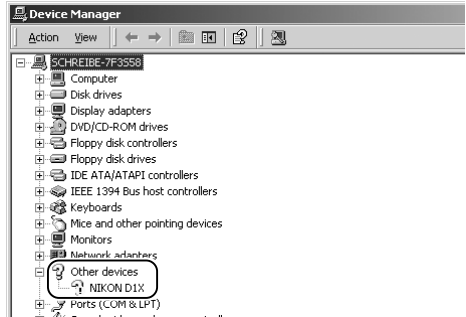 Device Manager
Action View
SCHREIBE-7F3S58
Computer
Disk drives
Display adapters
DVD/CD-ROM drives
Floppy disk controllers
Floppy disk drives
IDE ATA/ATAPI controllers
IEEE 1394 Bus host controllers
Keyboards
Mice and other pointing devices
Monitors
Network adapters
Other devices
NIKON D1X
Ports (COM & LPT)